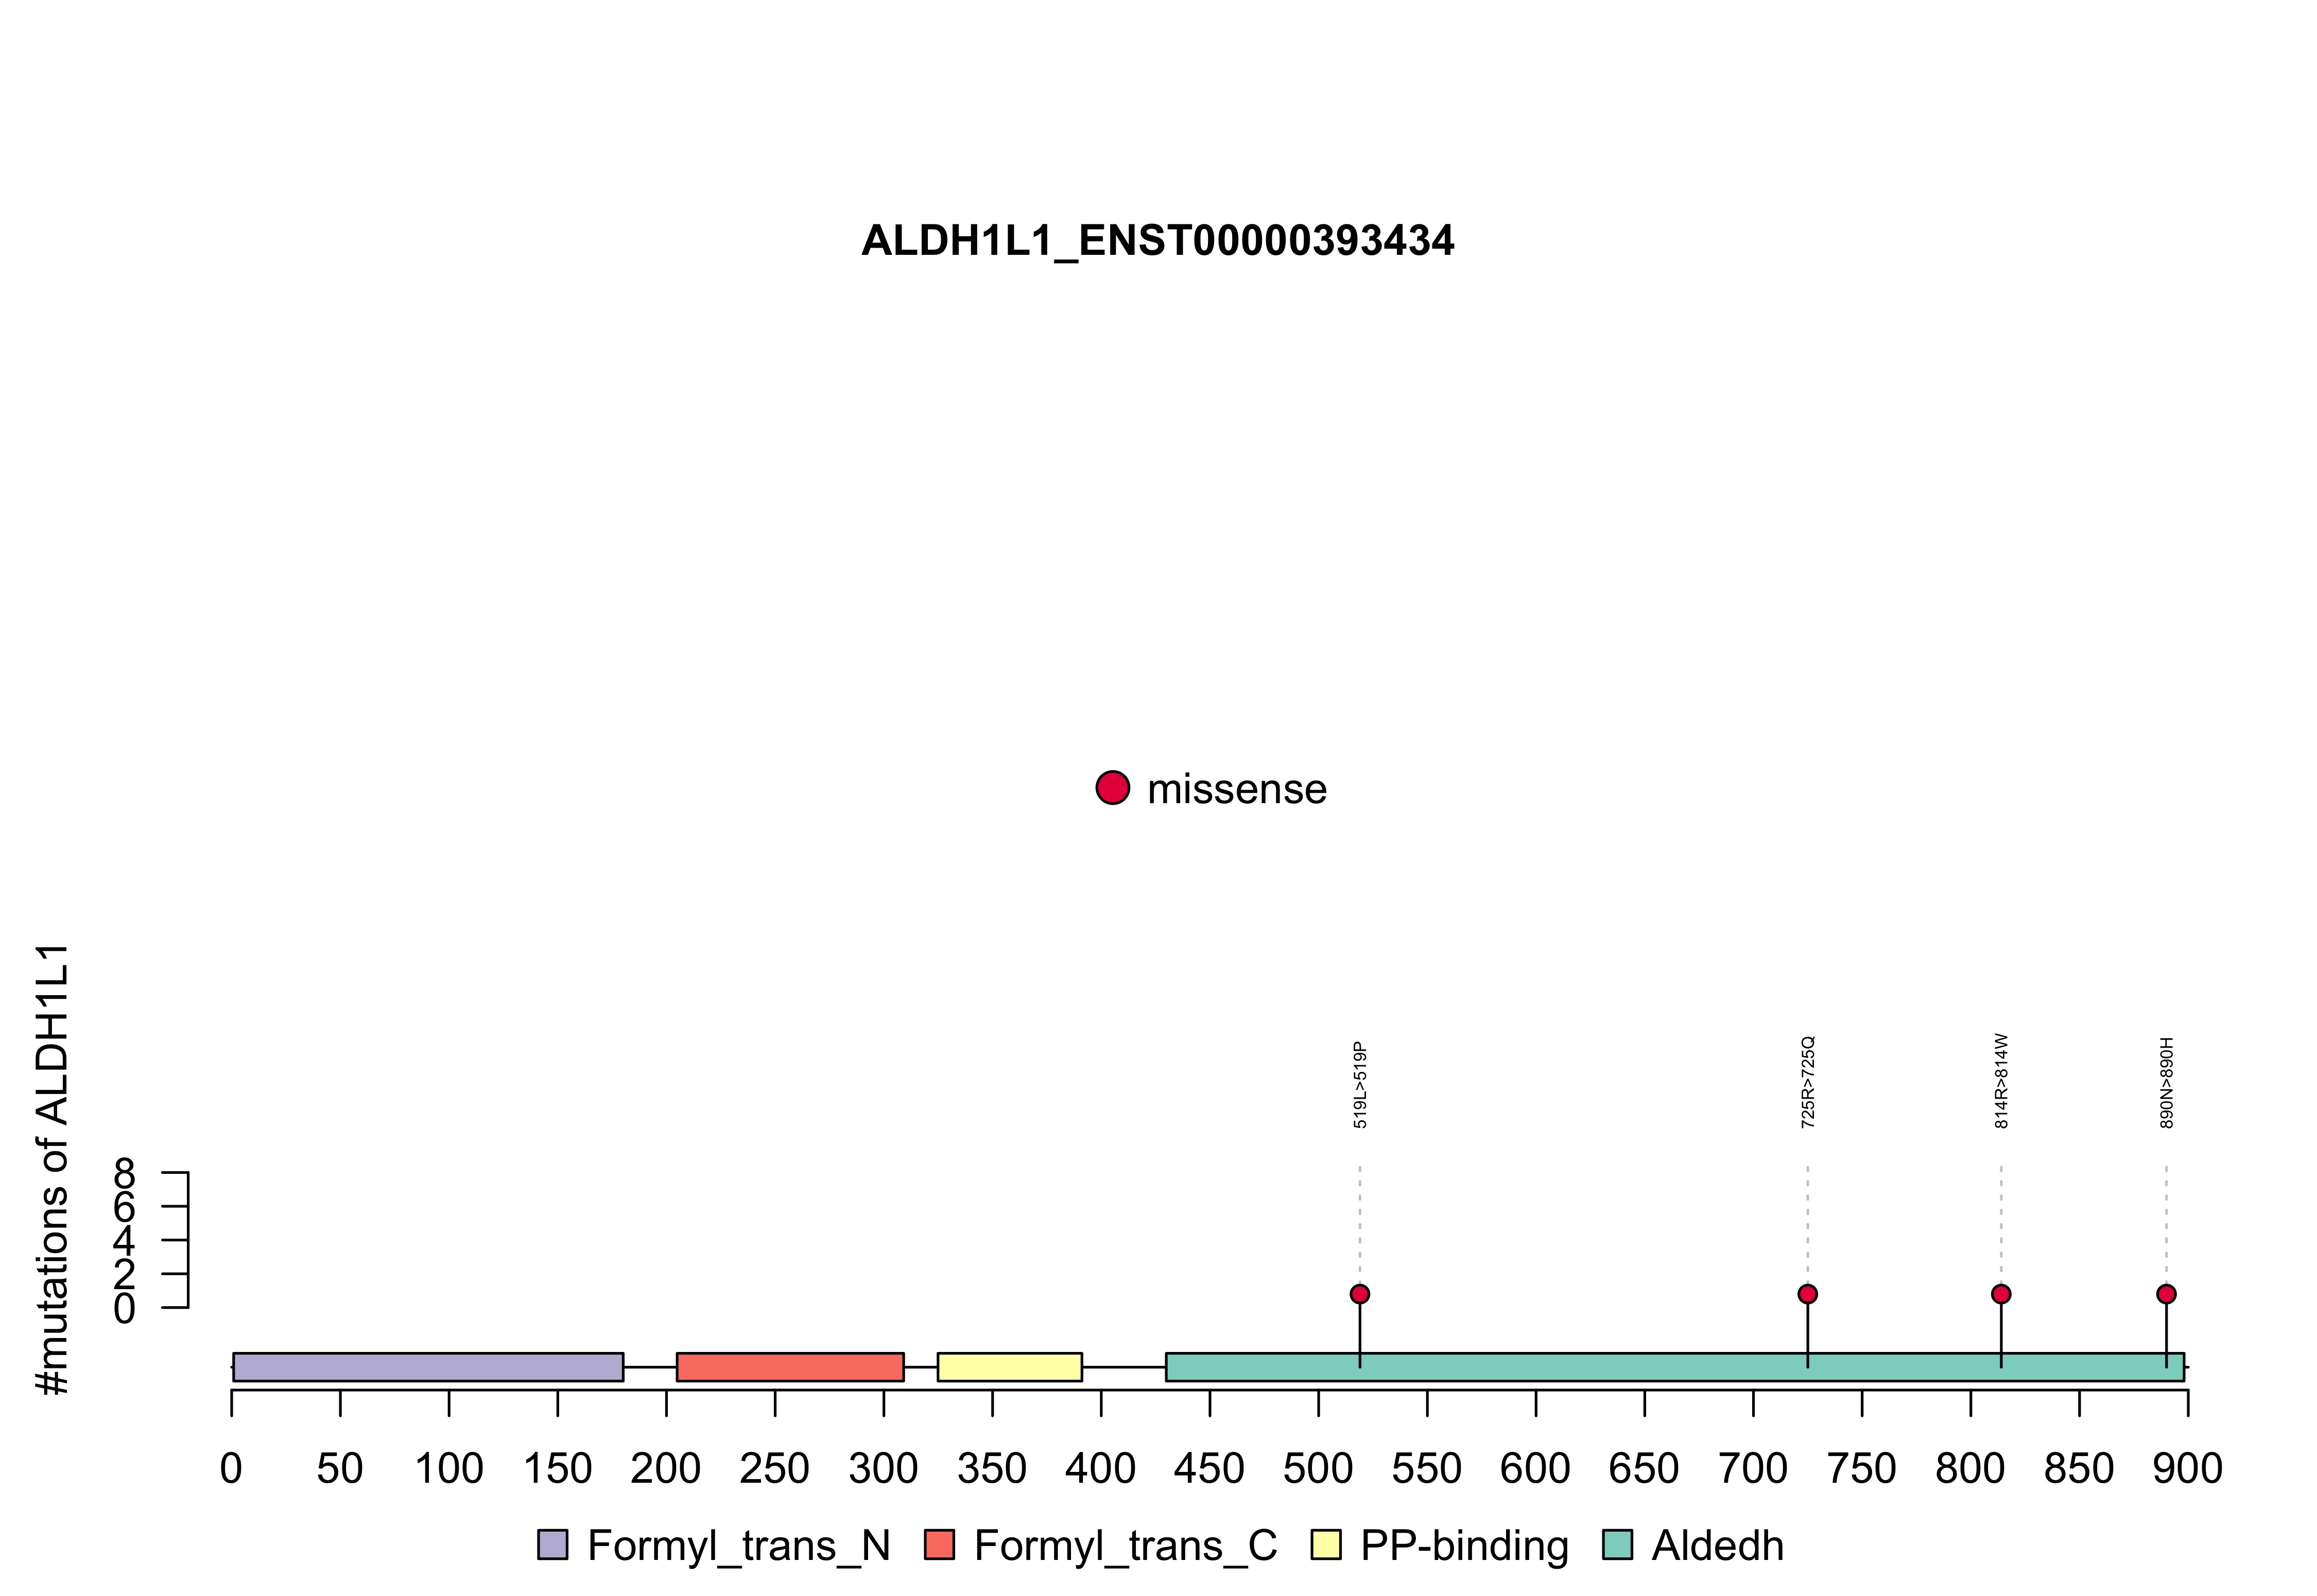 ALDH1L1_ENST00000393434
missense
#mutations of ALDH1L1
519L>519P
725R>725Q
814R>814W
890N>890H
8
6
4
2
0
0 50 100 150 200 250 300 350 400 450 500 550 600 650 700 750 800 850 900
Formyl_trans_N Formyl_trans_C PP-binding Aldedh